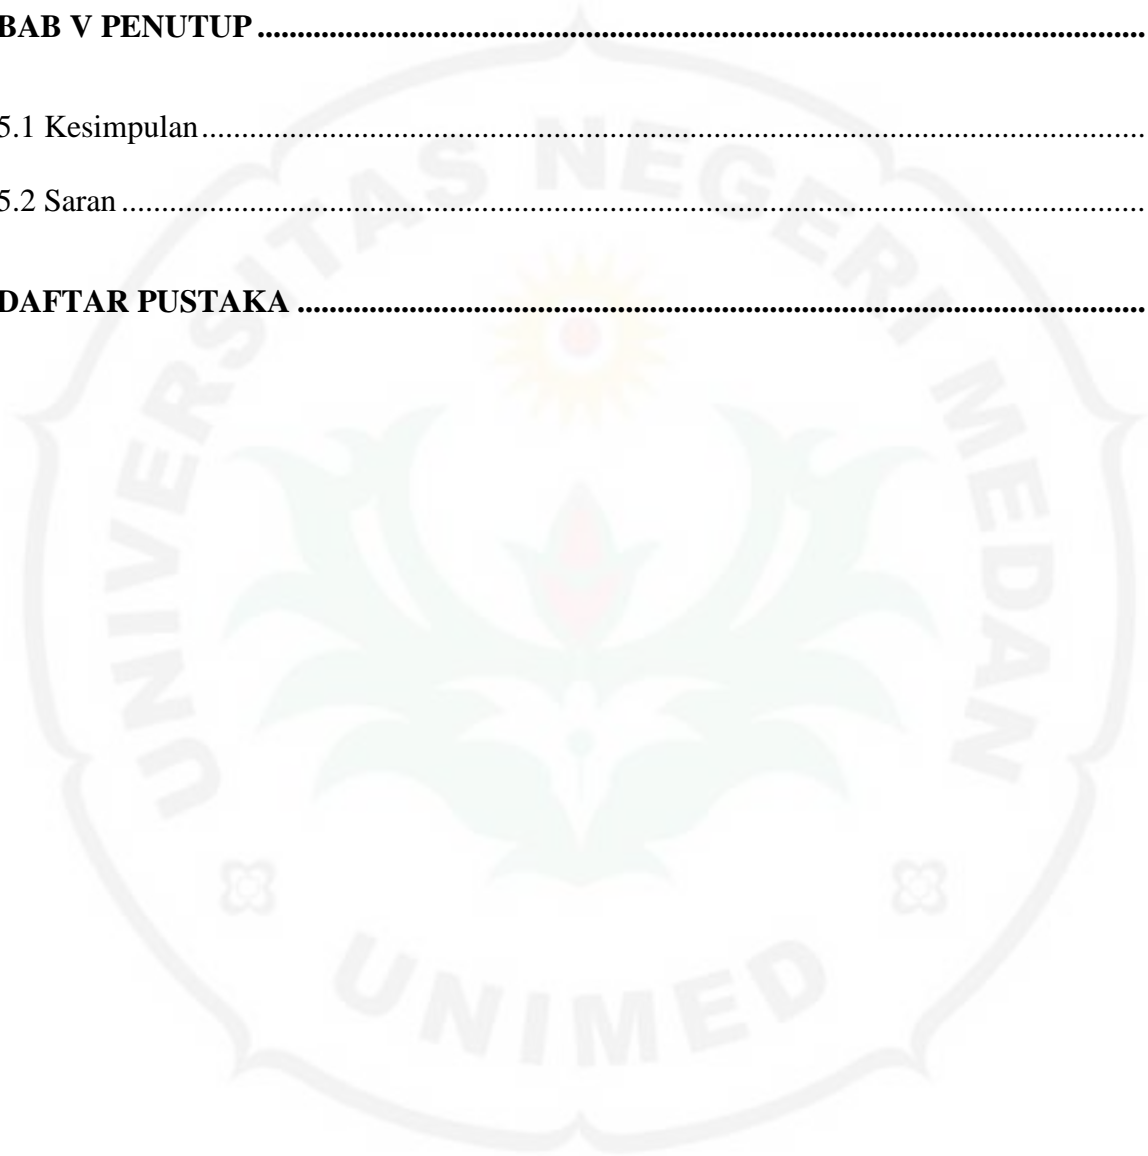 BAB V PENUTUP ................................................................................................................
5.1 Kesimpulan........................................................................................................................
5.2 Saran ..................................................................................................................................
DAFTAR PUSTAKA ...........................................................................................................
UNIVERSITAS NEGERI MEDAN
UNIMED